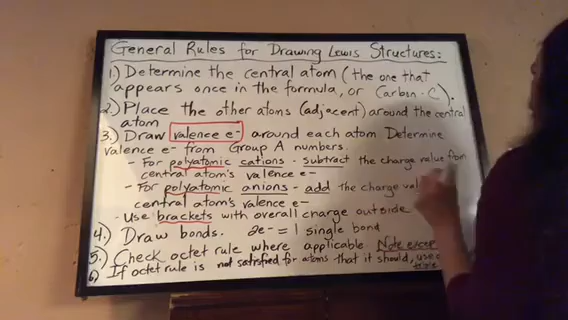 General Rules for Drawing Lewis Structures:
1.) Determine the central atom (the one that
appears once in the formula, or Carbon-C).
2.) Place the other atoms (adjacent) around the central
atom
3.) Draw valence e- around each atom Determine
valence e- from Group A numbers.
- For polyatomic cations - subtract the charge value from
central atom's valence e-
- For polyatomic anions - add the charge
central atom's valence e-
- Use brackets with overall charge outside
4.) Draw bonds. 2e- = 1 single bond
5.) Check octet rule where applicable Note
6) If octet rule is not satisfied for atoms that it should, use
triple